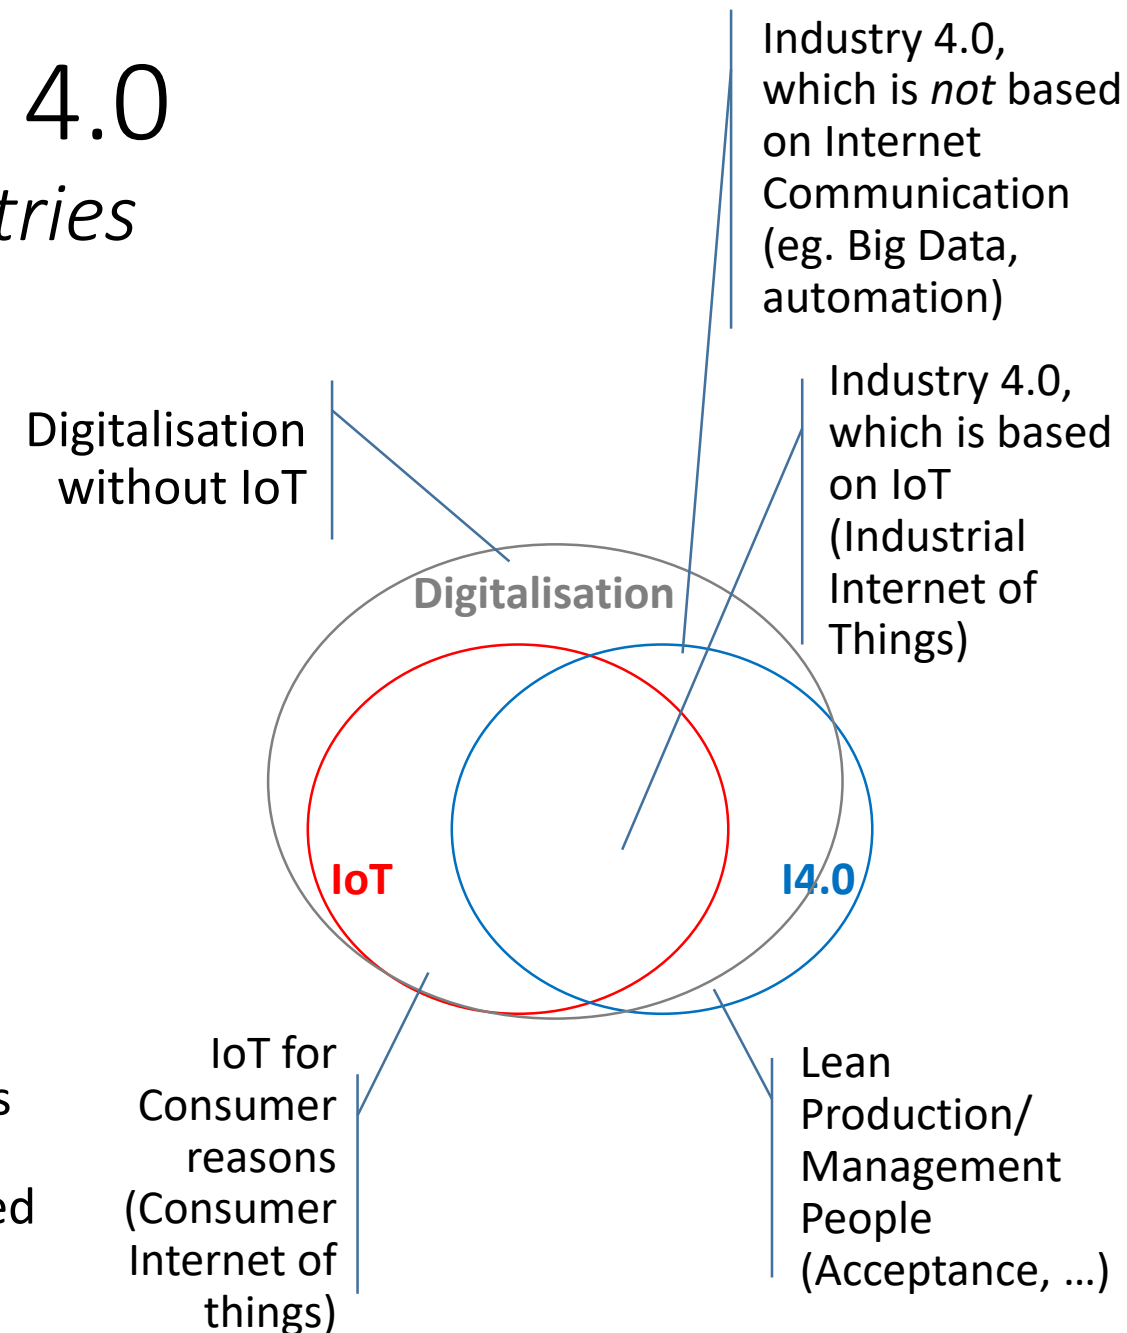 4.0
tries
Industry 4.0,
which is not based
on Internet
Communication
(eg. Big Data,
automation)
Digitalisation
without IoT
Industry 4.0,
which is based
on IoT
(Industrial
Internet of
Things)
Digitalisation
IoT
I4.0
s
ed
IoT for
Consumer
reasons
(Consumer
Internet of
things)
Lean
Production/
Management
People
(Acceptance, …)